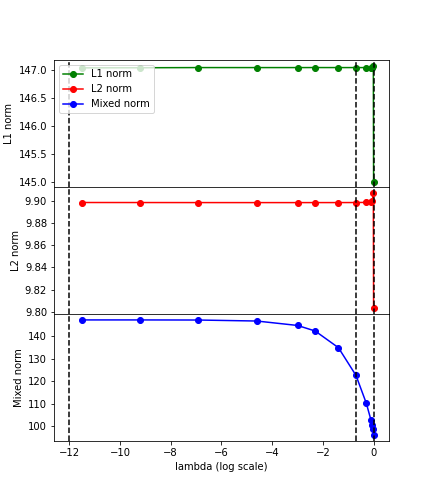 147.0
146.5
146.0
145.5
145.0
L1 norm
L1 norm
L2 norm
Mixed norm
9.90
9.88
9.86
9.84
9.82
9.80
L2 norm
140
130
120
110
100
Mixed norm
−12 −10 −8 −6 −4 −2 0
lambda (log scale)